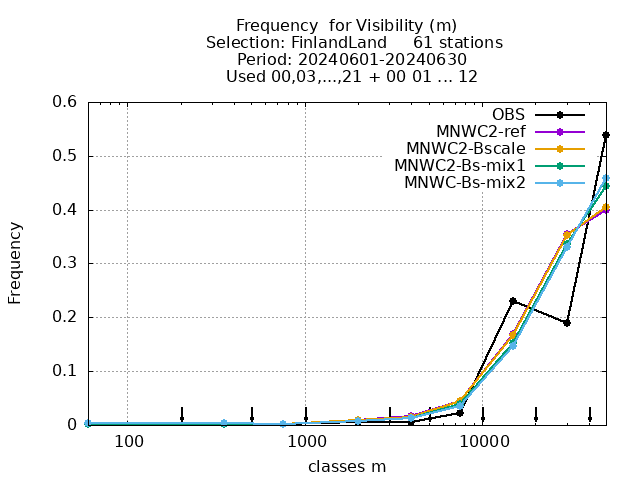 Frequency  for Visibility (m)
Selection: FinlandLand     61 stations
Period: 20240601-20240630
Used 00,03,...,21 + 00 01 ... 12
0.6
0.5
0.4
0.3
0.2
0.1
0
Frequency
OBS
MNWC2-ref
MNWC2-Bscale
MNWC2-Bs-mix1
MNWC-Bs-mix2
100 1000 10000
classes m